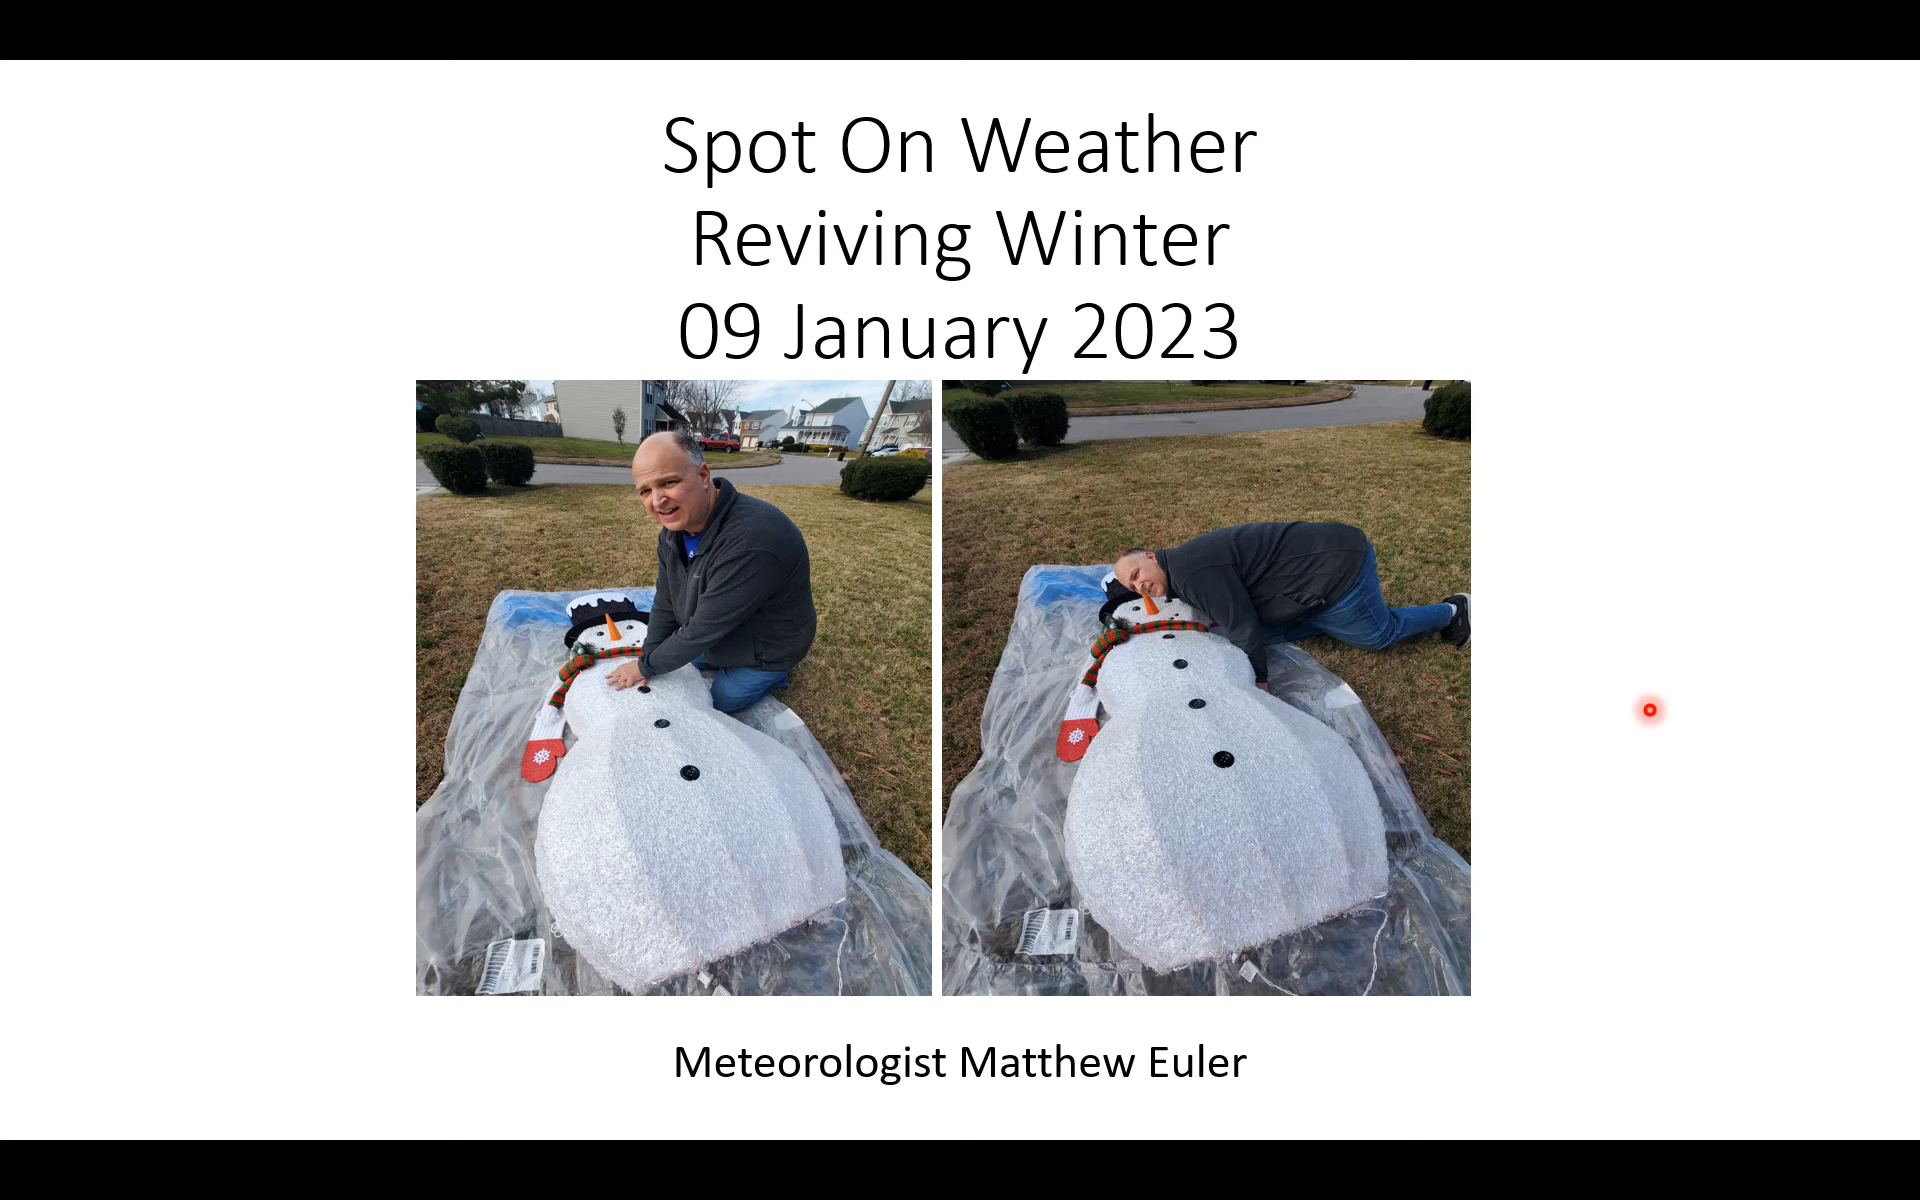 Spot On Weather
Reviving Winter
09 January 2023
Meteorologist Matthew Euler